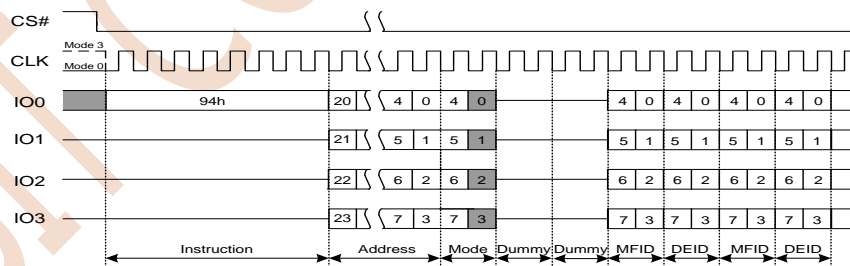 CS#
Mode 3
CLK
Mode 0
IO0 94h 20 4 0 4 0 4 0 4 0 4 0 4 0
IO1 21 5 1 5 1 5 1 5 1 5 1 5 1
IO2 22 6 2 6 2 6 2 6 2 6 2 6 2
IO3 23 7 3 7 3 7 3 7 3 7 3 7 3
Instruction Address Mode Dummy Dummy MFID DEID MFID DEID